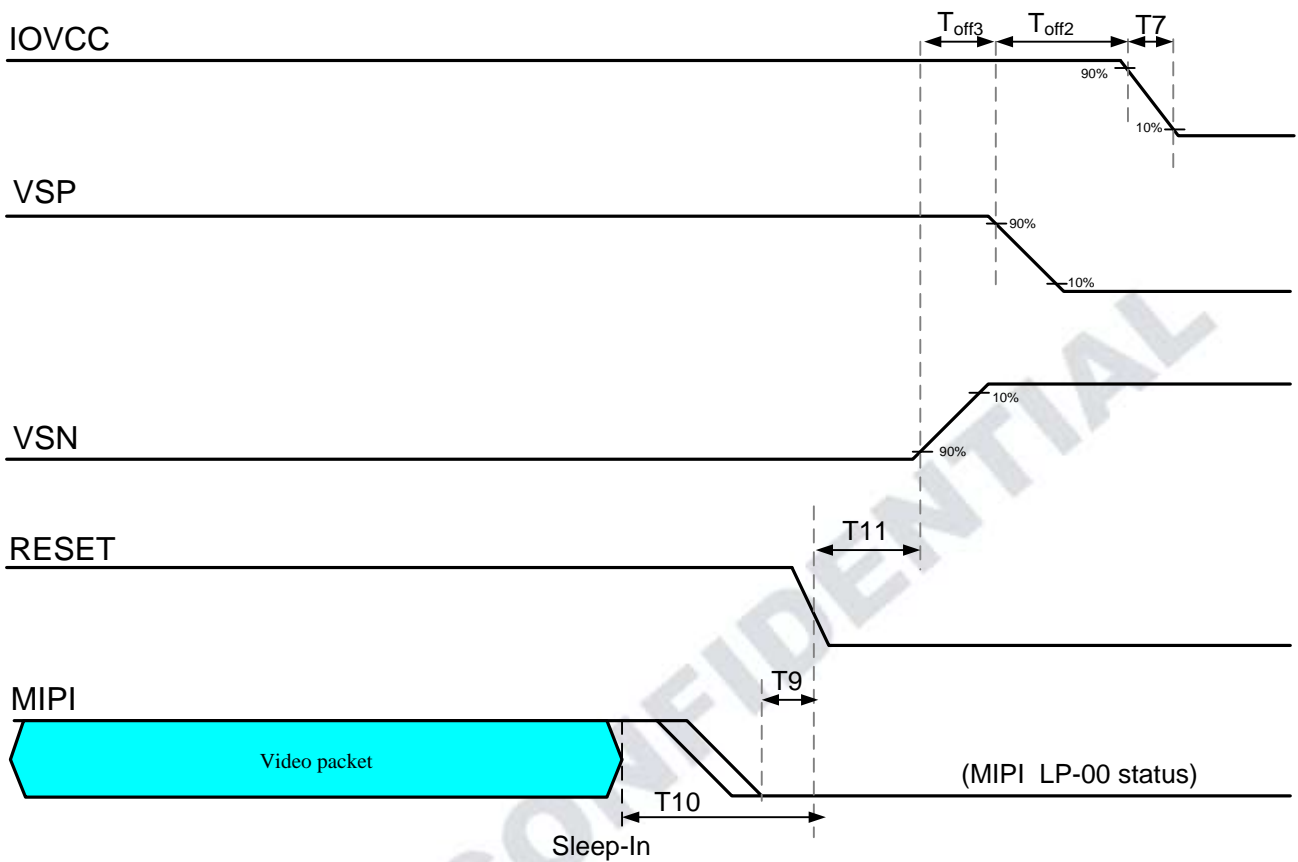 IOVCC
Toff3
Toff2
T7
90%
10%
VSP
90%
10%
VSN
10%
90%
RESET
T11
MIPI
T9
Video packet
(MIPI LP-00 status)
T10
Sleep-In
CONFIDENTIAL